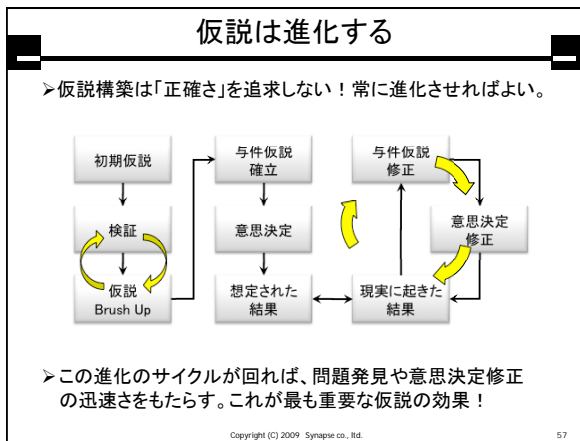 仮説は進化する
➢仮説構築は「正確さ」を追求しない！常に進化させればよい。
初期仮説
検証
仮説
Brush Up
与件仮説
確立
意思決定
想定された
結果
与件仮説
修正
意思決定
修正
現実に起きた
結果
➢この進化のサイクルが回れば、問題発見や意思決定修正
の迅速さをもたらす。これが最も重要な仮説の効果！
Copyright (C) 2009 Synapse co., ltd.
57